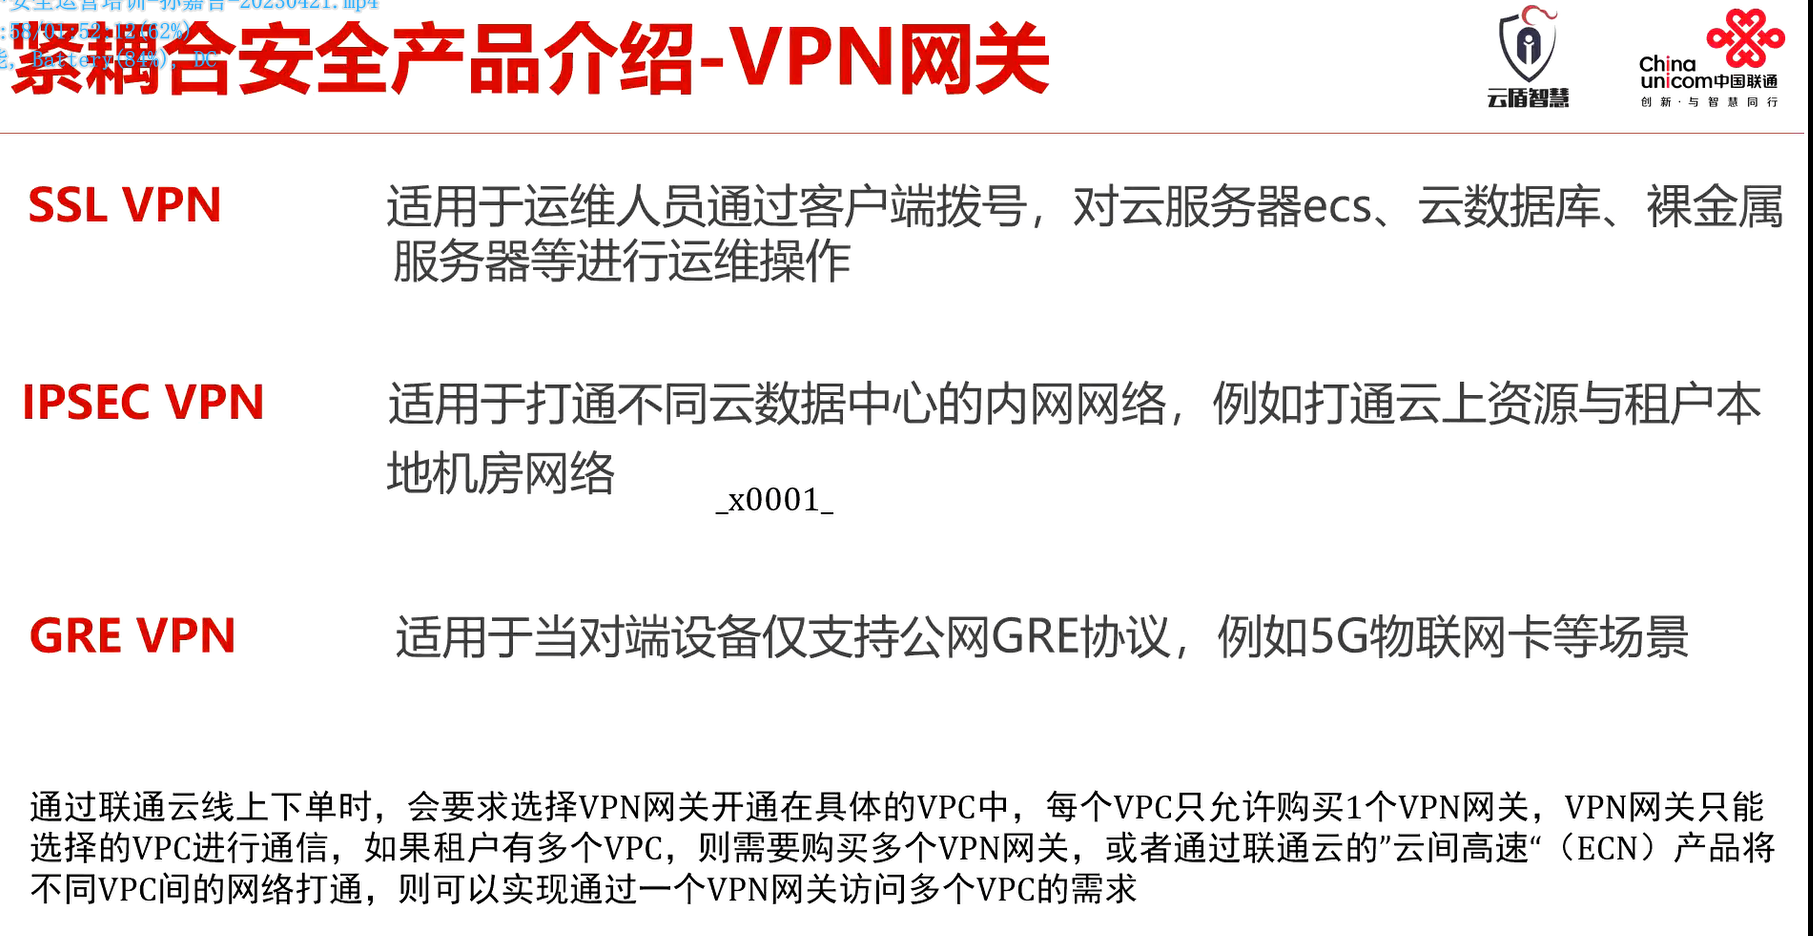 安全运营培训-孙嘉合-20230421.mp4
:58/01:52:12(62%)
能, Battery(84%), DC
紧耦合安全产品介绍-VPN网关
云盾智慧
China
unicom中国联通
创新·与智慧同行
SSL VPN
适用于运维人员通过客户端拨号，对云服务器ecs、云数据库、裸金属
服务器等进行运维操作
IPSEC VPN
适用于打通不同云数据中心的内网网络，例如打通云上资源与租户本
地机房网络
_x0001_
GRE VPN
适用于当对端设备仅支持公网GRE协议，例如5G物联网卡等场景
通过联通云线上下单时，会要求选择VPN网关开通在具体的VPC中，每个VPC只允许购买1个VPN网关，VPN网关只能
选择的VPC进行通信，如果租户有多个VPC，则需要购买多个VPN网关，或者通过联通云的”云间高速“（ECN）产品将
不同VPC间的网络打通，则可以实现通过一个VPN网关访问多个VPC的需求